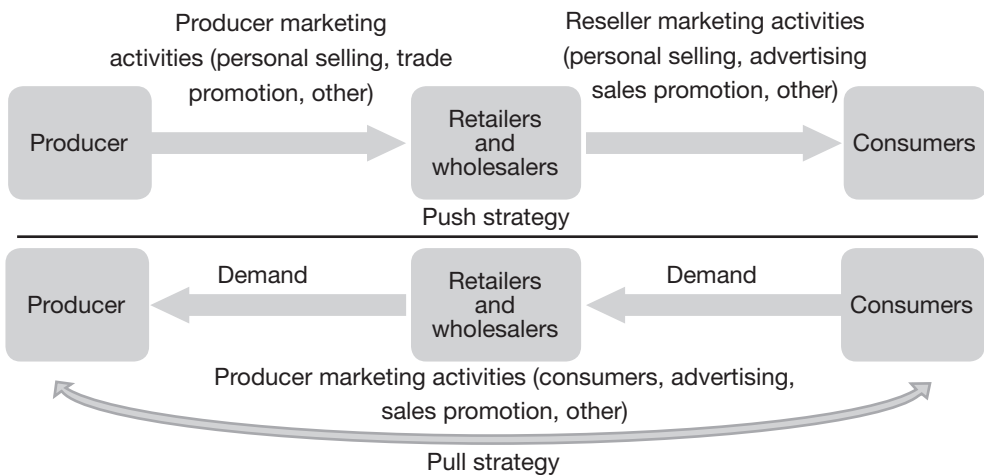 Producer marketing
activities (personal selling, trade
promotion, other)
Reseller marketing activities
(personal selling, advertising
sales promotion, other)
Producer
Retailers
and
wholesalers
Consumers
Push strategy
Producer
Demand
Retailers
and
wholesalers
Demand
Consumers
Producer marketing activities (consumers, advertising,
sales promotion, other)
Pull strategy